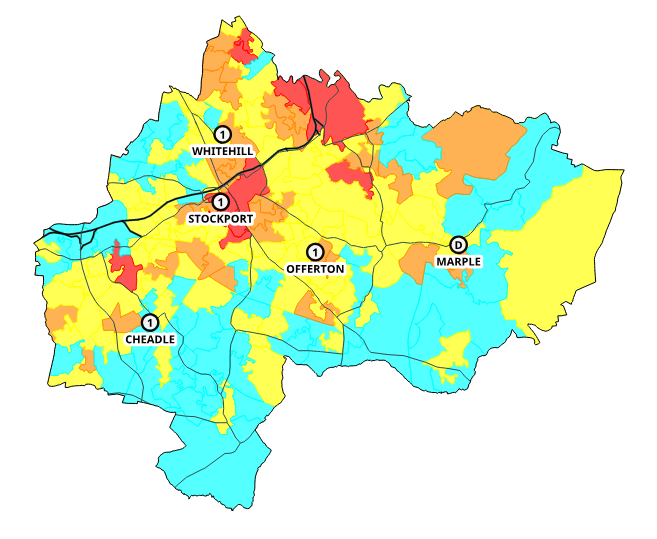 1
WHITEHILL
1
STOCKPORT
1
OFFERTON
D
MARPLE
1
CHEADLE